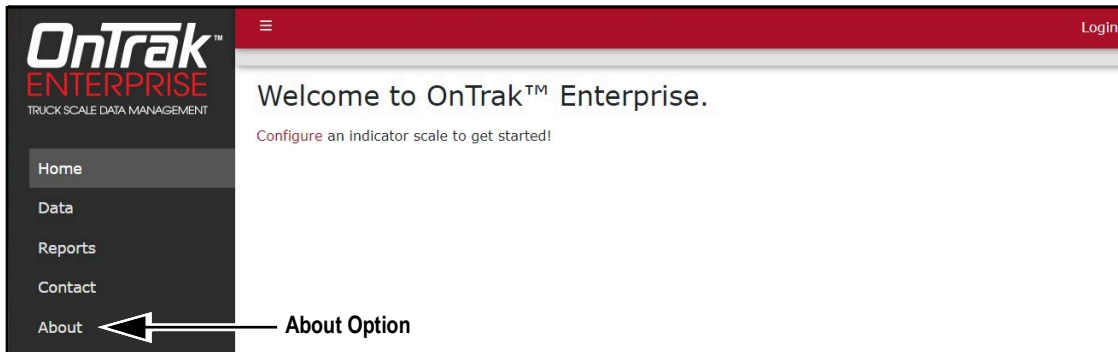 OnTrak™
ENTERPRISE
TRUCK SCALE DATA MANAGEMENT
Home
Data
Reports
Contact
About
☰
Login
Welcome to OnTrak™ Enterprise.
Configure an indicator scale to get started!
About Option